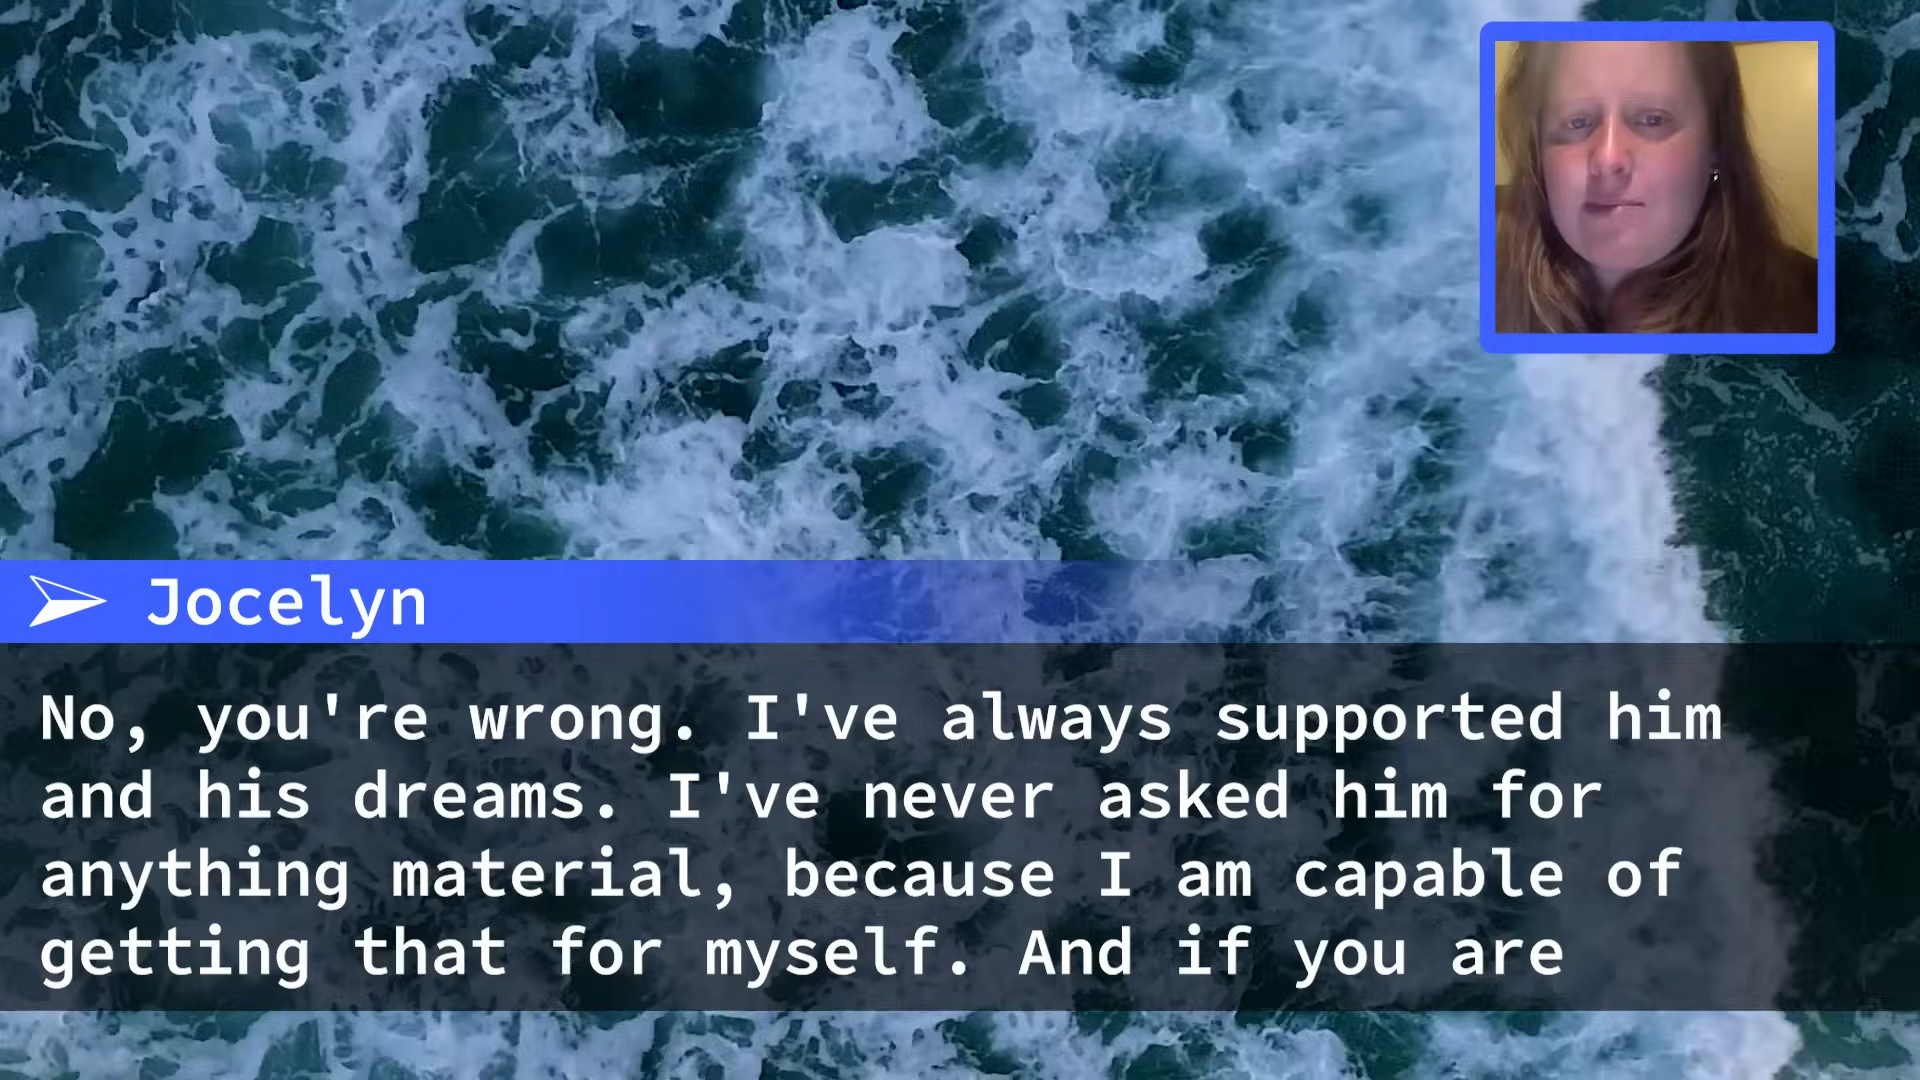 Jocelyn
No, you're wrong. I've always supported him
and his dreams. I've never asked him for
anything material, because I am capable of
getting that for myself. And if you are